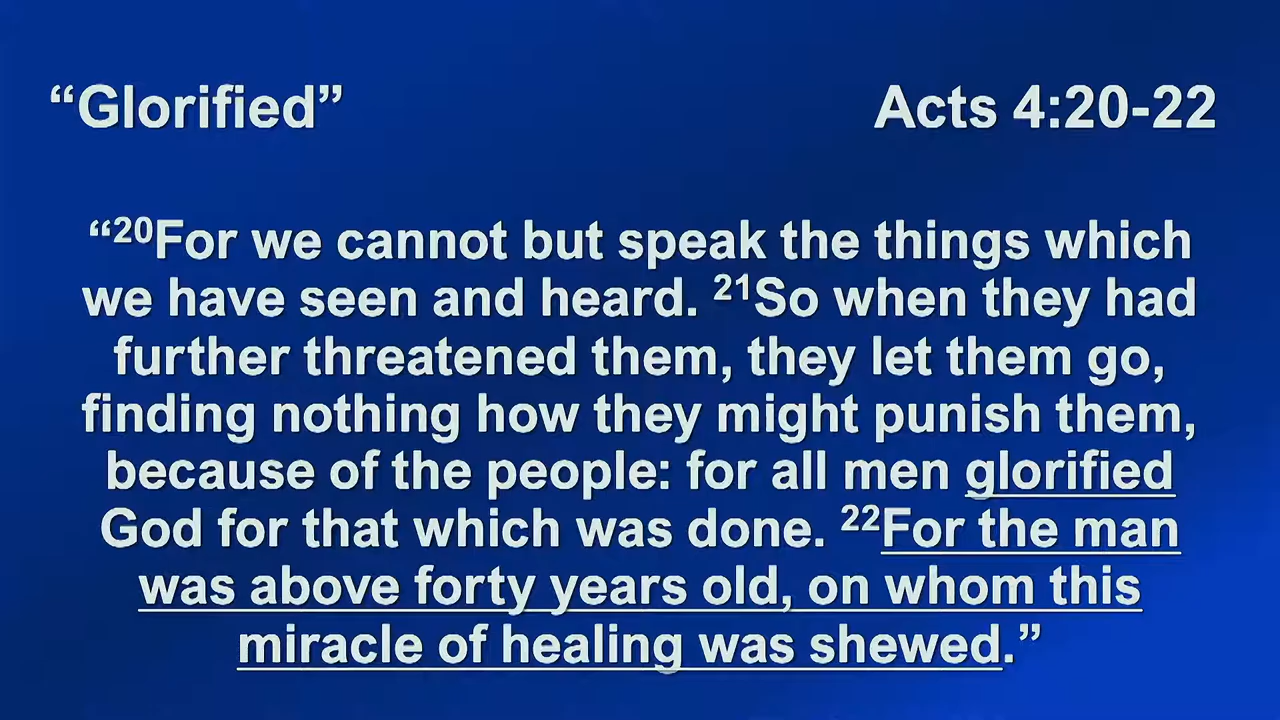 “Glorified” Acts 4:20-22
“20For we cannot but speak the things which
we have seen and heard. 21So when they had
further threatened them, they let them go,
finding nothing how they might punish them,
because of the people: for all men glorified
God for that which was done. 22For the man
was above forty years old, on whom this
miracle of healing was shewed.”